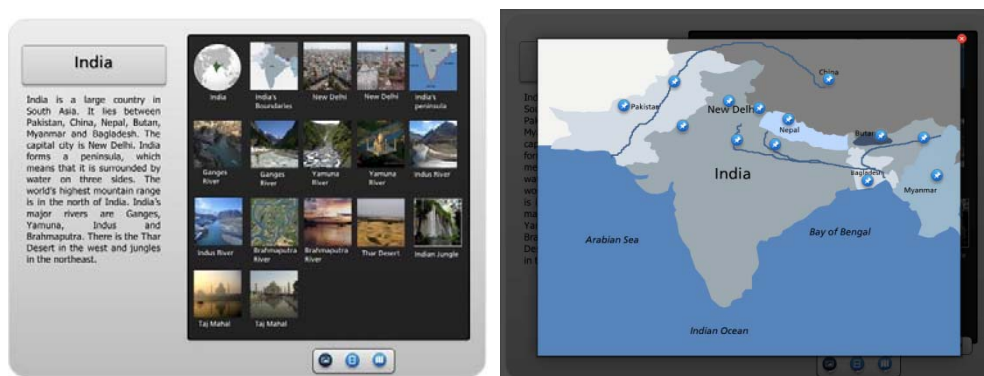 India
India is a large country in
South Asia. It lies between
Pakistan, China, Nepal, Butan,
Myanmar and Bagladesh. The
capital city is New Delhi. India
forms a peninsula, which
means that it is surrounded by
water on three sides. The
world's highest mountain range
is in the north of India. India's
major rivers are Ganges,
Yamuna, Indus and
Brahmaputra. There is the Thar
Desert in the west and jungles
in the northeast.
India
India's
Boundaries
New Delhi
New Delhi
India's
peninsula
Ganges
River
Ganges
River
Yamuna
River
Yamuna
River
Indus River
Indus River
Brahmaputra
River
Brahmaputra
River
Thar Desert
Indian Jungle
Taj Mahal
Taj Mahal
China
Pakistan
New Delhi
Nepal
Butan
Bagladesh
Myanmar
India
Arabian Sea
Bay of Bengal
Indian Ocean